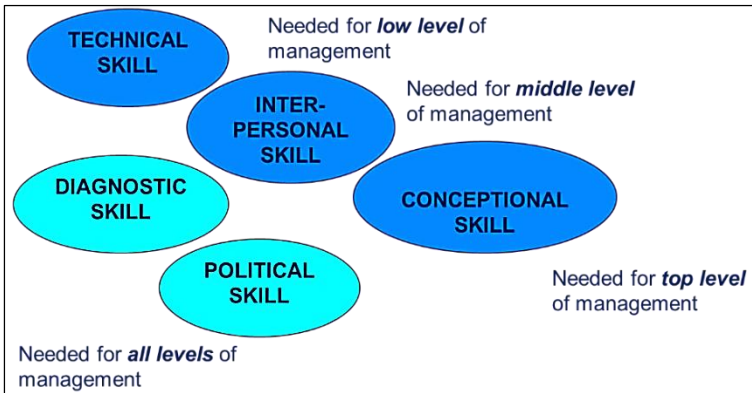 TECHNICAL
SKILL
Needed for low level of
management
INTER-
PERSONAL
SKILL
Needed for middle level
of management
DIAGNOSTIC
SKILL
CONCEPTIONAL
SKILL
POLITICAL
SKILL
Needed for top level
of management
Needed for all levels of
management